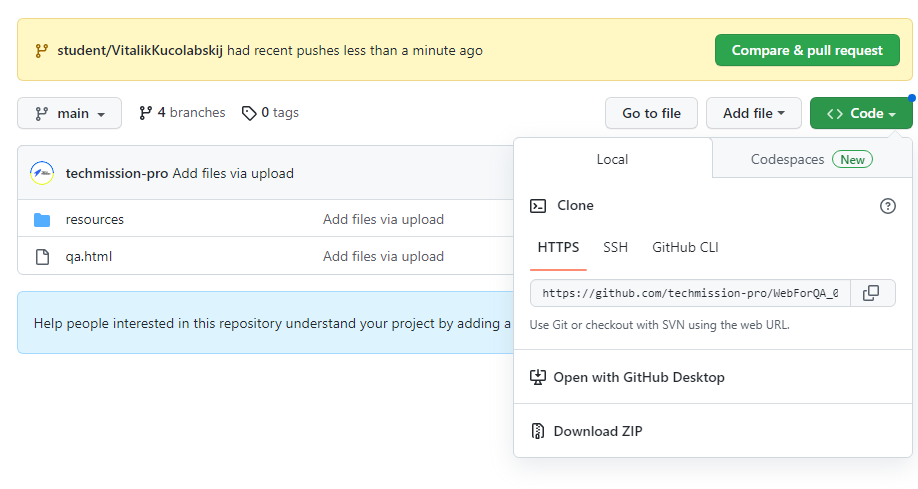 student/VitalikKucolabskij had recent pushes less than a minute ago
Compare & pull request
main
4 branches
0 tags
Go to file
Add file
Code
techmission-pro Add files via upload
resources
Add files via upload
qa.html
Add files via upload
Help people interested in this repository understand your project by adding a
Local
Codespaces New
Clone
HTTPS
SSH
GitHub CLI
https://github.com/techmission-pro/WebForQA_0
Use Git or checkout with SVN using the web URL.
Open with GitHub Desktop
Download ZIP